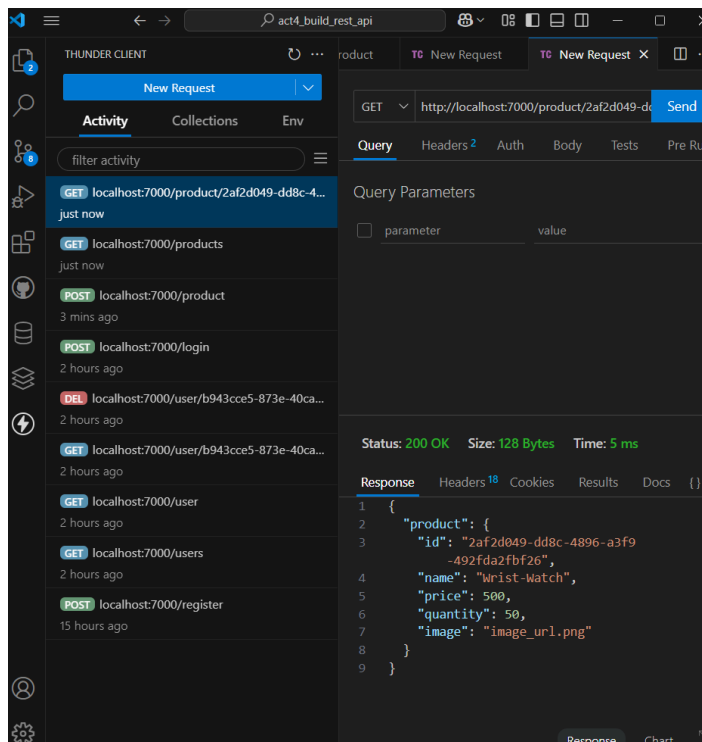 act4_build_rest_api
THUNDER CLIENT
New Request
Activity Collections Env
filter activity
GET localhost:7000/product/2af2d049-dd8c-4...
just now
GET localhost:7000/products
just now
POST localhost:7000/product
3 mins ago
POST localhost:7000/login
2 hours ago
DEL localhost:7000/user/b943cce5-873e-40ca...
2 hours ago
GET localhost:7000/user/b943cce5-873e-40ca...
2 hours ago
GET localhost:7000/user
2 hours ago
GET localhost:7000/users
2 hours ago
POST localhost:7000/register
15 hours ago
2
8
roduct TC New Request TC New Request
GET http://localhost:7000/product/2af2d049-dc Send
Query Headers 2 Auth Body Tests Pre Ru
Query Parameters
parameter value
Status: 200 OK Size: 128 Bytes Time: 5 ms
Response Headers 18 Cookies Results Docs {}
1 {
2 "product": {
3 "id": "2af2d049-dd8c-4896-a3f9
-492fda2fbf26",
4 "name": "Wrist-Watch",
5 "price": 500,
6 "quantity": 50,
7 "image": "image_url.png"
8 }
9 }
Response Chart